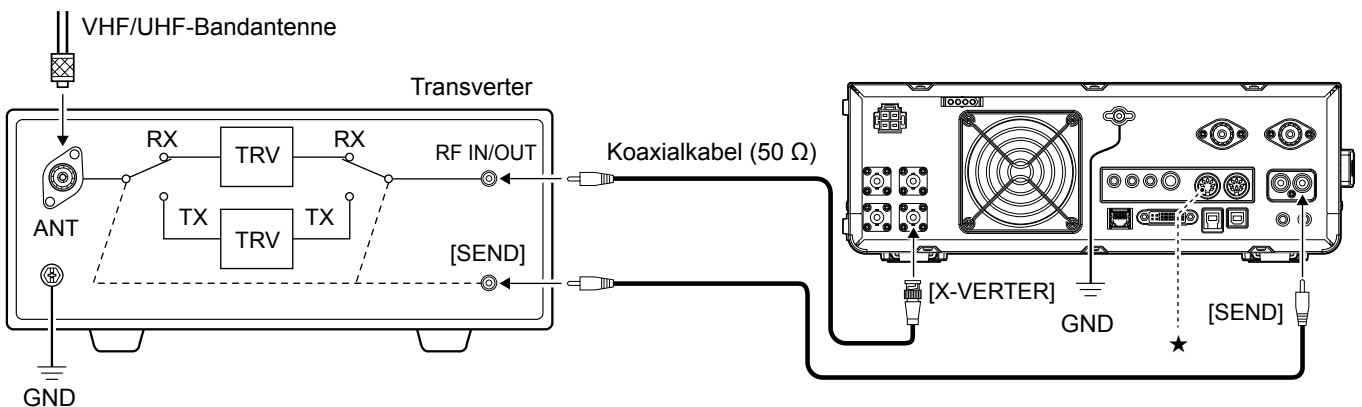 VHF/UHF-Bandantenne
Transverter
RX
RX
TRV
RF IN/OUT
Koaxialkabel (50 Ω)
ANT
TX
TX
TRV
[SEND]
[X-VERTER]
GND
[SEND]
★
GND